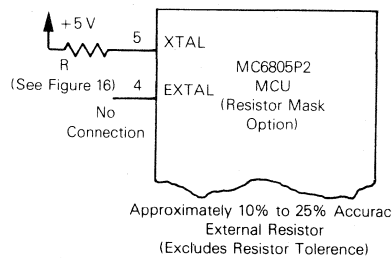 +5 V
5
XTAL
R
(See Figure 16)
4
EXTAL
No
Connection
MC6805P2
MCU
(Resistor Mask
Option)
Approximately 10% to 25% Accurac
External Resistor
(Excludes Resistor Tolerence)